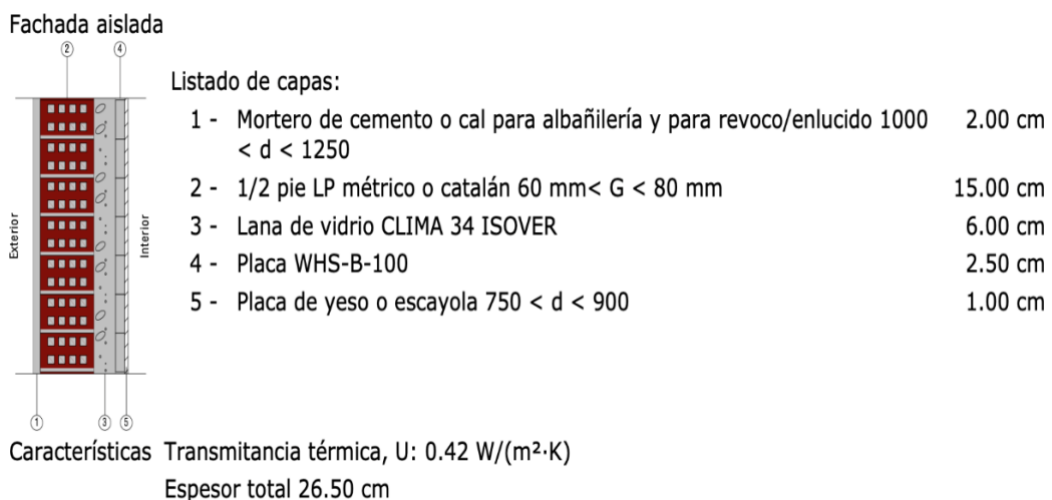 Fachada aislada
2 4
Listado de capas:
1 - Mortero de cemento o cal para albañilería y para revoco/enlucido 1000 2.00 cm
< d < 1250
2 - 1/2 pie LP métrico o catalán 60 mm< G < 80 mm 15.00 cm
3 - Lana de vidrio CLIMA 34 ISOVER 6.00 cm
4 - Placa WHS-B-100 2.50 cm
5 - Placa de yeso o escayola 750 < d < 900 1.00 cm
Exterior
Interior
1 3 5
Características Transmitancia térmica, U: 0.42 W/(m²·K)
Espesor total 26.50 cm